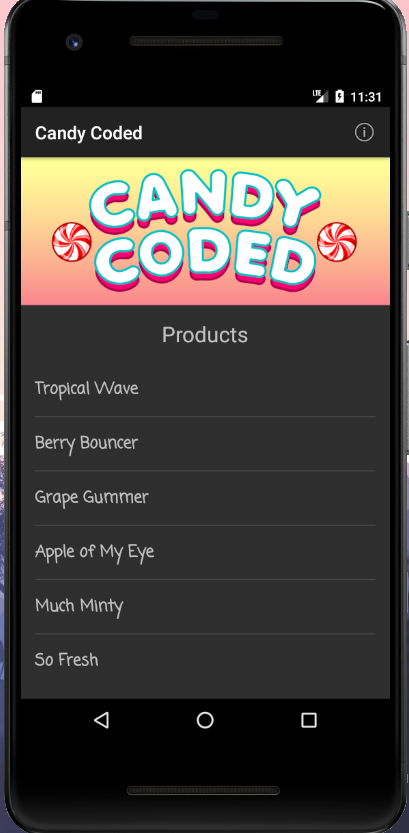 LTE 11:31
Candy Coded
CANDY
CODED
Products
Tropical Wave
Berry Bouncer
Grape Gummer
Apple of My Eye
Much Minty
So Fresh